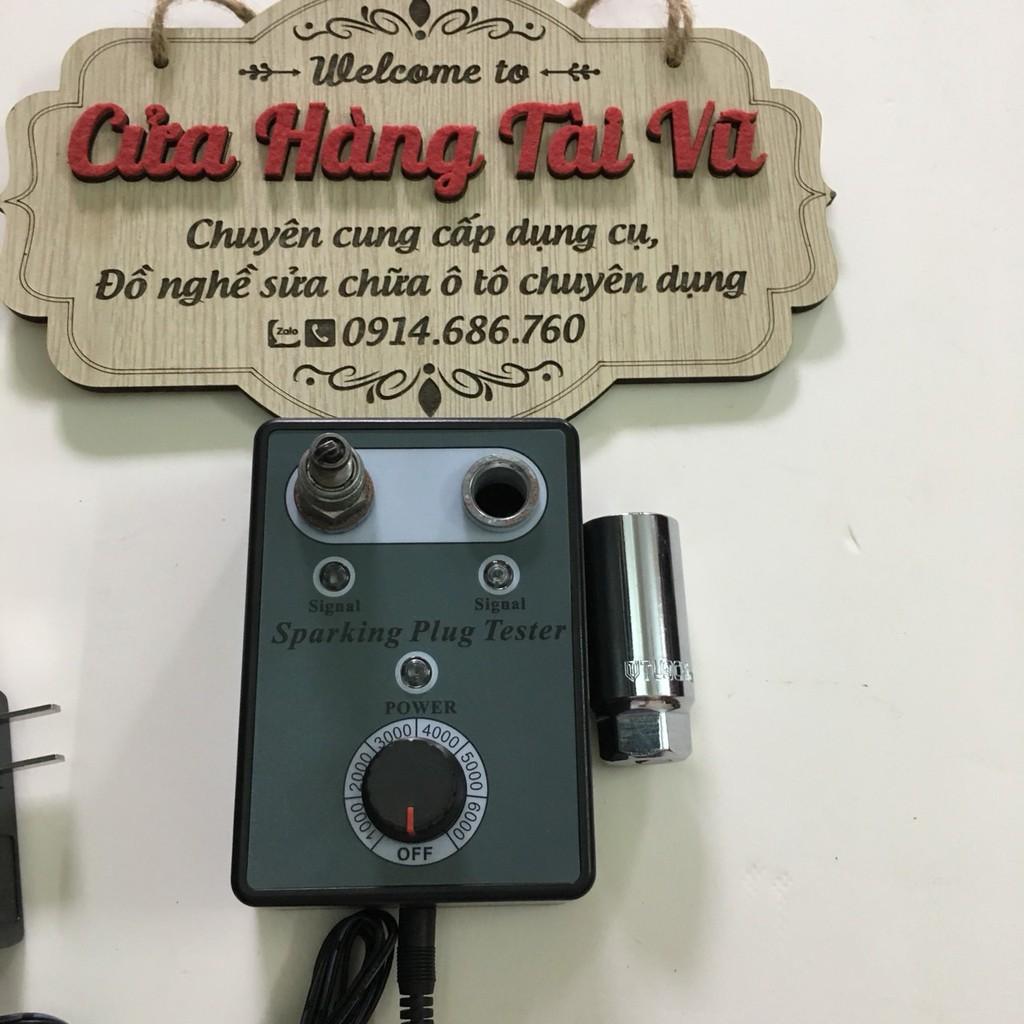 Welcome to
Cửa Hàng Tài Vũ
Chuyên cung cấp dụng cụ,
Đồ nghề sửa chữa ô tô chuyên dụng
Zalo 0914.686.760
Signal Signal
Sparking Plug Tester
POWER
1000 2000 3000 4000 5000 6000
OFF